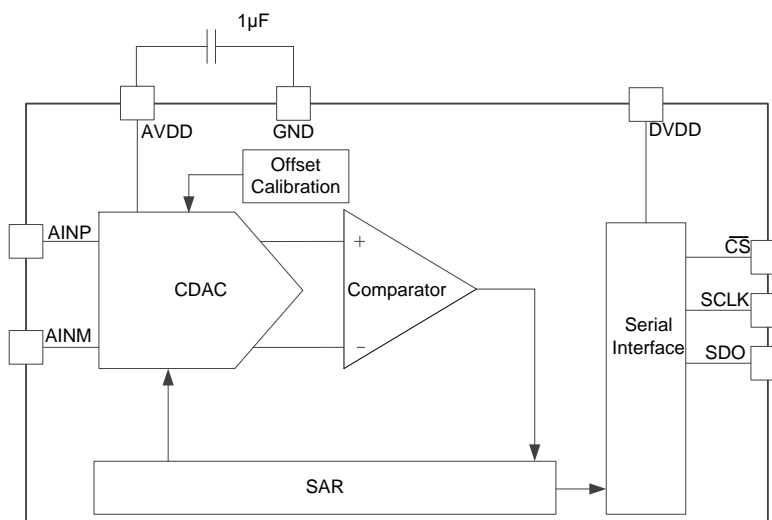 1µF
AVDD
GND
DVDD
Offset
Calibration
AINP
CS
+
CDAC
Comparator
SCLK
Serial
Interface
AINM
−
SDO
SAR